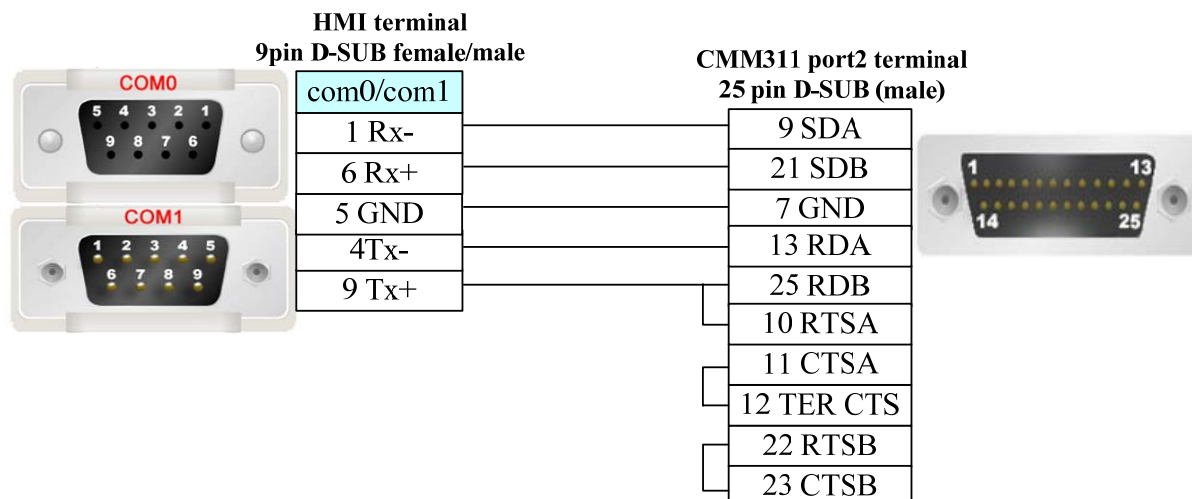 HMI terminal
9pin D-SUB female/male
CMM311 port2 terminal
25 pin D-SUB (male)
COM0
5 4 3 2 1
9 8 7 6
COM1
1 2 3 4 5
6 7 8 9
com0/com1
1 Rx-
6 Rx+
5 GND
4Tx-
9 Tx+
9 SDA
21 SDB
7 GND
13 RDA
25 RDB
10 RTSA
11 CTSA
12 TER CTS
22 RTSB
23 CTSB
1 13
14 25